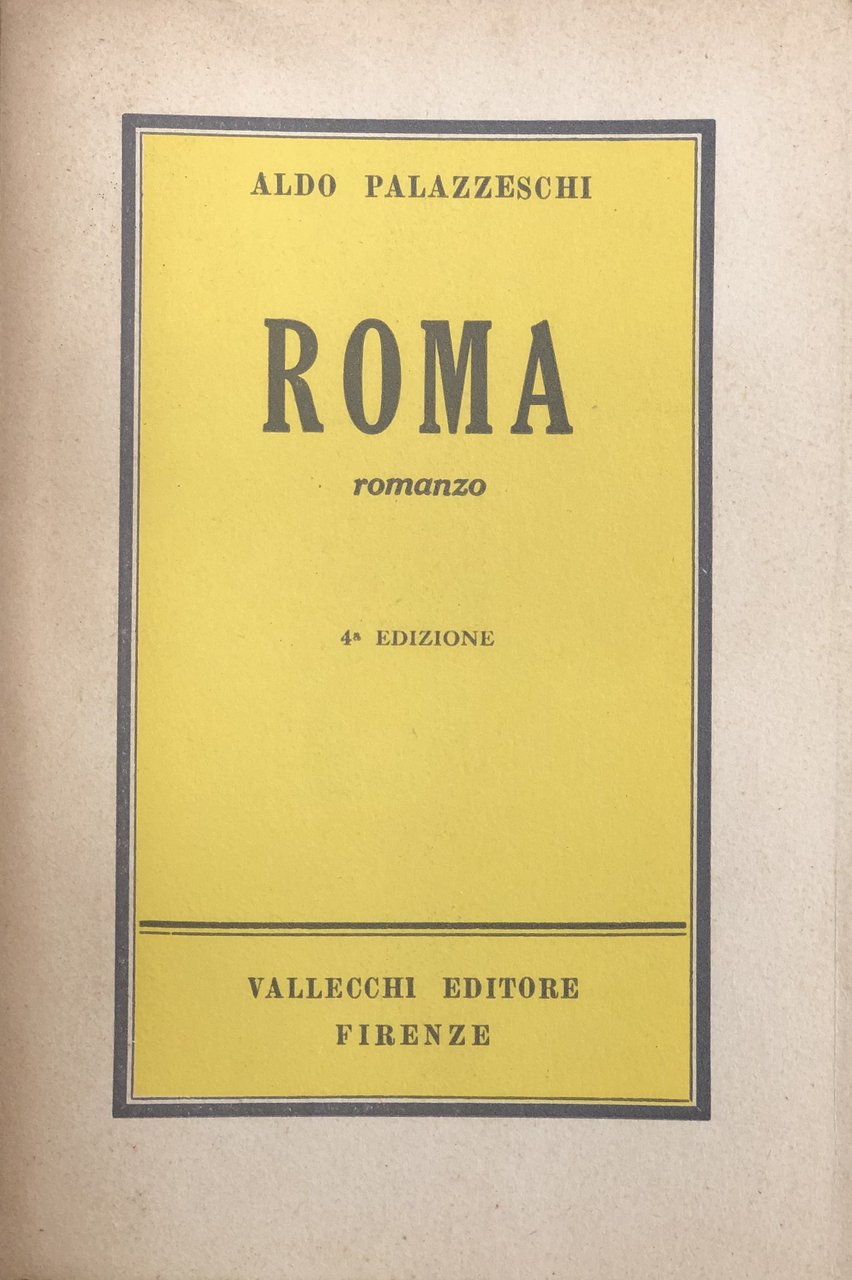 ALDO PALAZZESCHI
ROMA
romanzo
4ª EDIZIONE
VALLECCHI EDITORE
FIRENZE